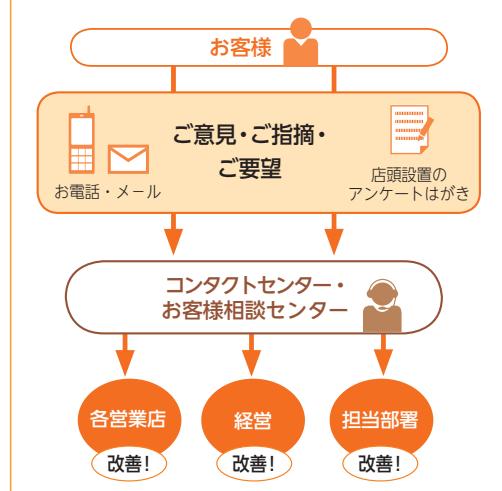 お客様
ご意見・ご指摘・
ご要望
お電話・メール
店頭設置の
アンケートはがき
コンタクトセンター・
お客様相談センター
各営業店
経営
担当部署
改善！
改善！
改善！